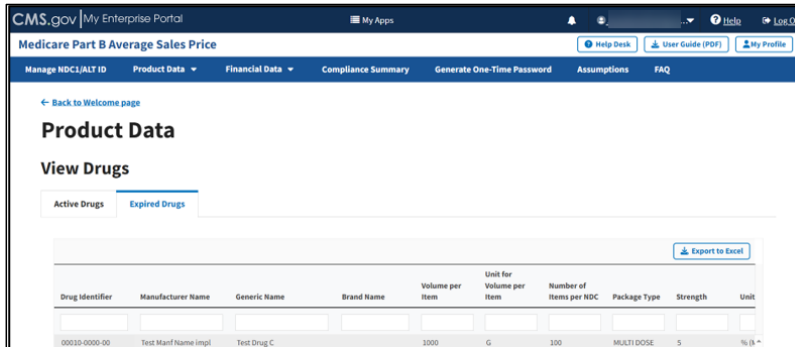 CMS.gov My Enterprise Portal My Apps Help
Medicare Part B Average Sales Price Help Desk User Guide (PDF) My Profile
Manage NDC1/ALT ID Product Data Financial Data Compliance Summary Generate One-Time Password Assumptions FAQ
← Back to Welcome page
Product Data
View Drugs
Active Drugs Expired Drugs
Export to Excel
Drug Identifier Manufacturer Name Generic Name Brand Name Volume per Item Unit for Volume per Item Number of Items per NDC Package Type Strength Unit
00010-0000-00 Test Manf Name impl Test Drug C 1000 G 100 MULTI DOSE 5